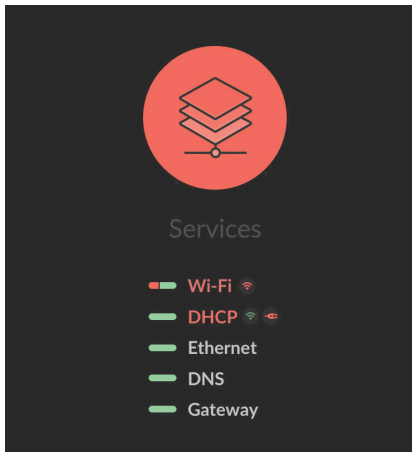 Services
Wi-Fi
DHCP
Ethernet
DNS
Gateway